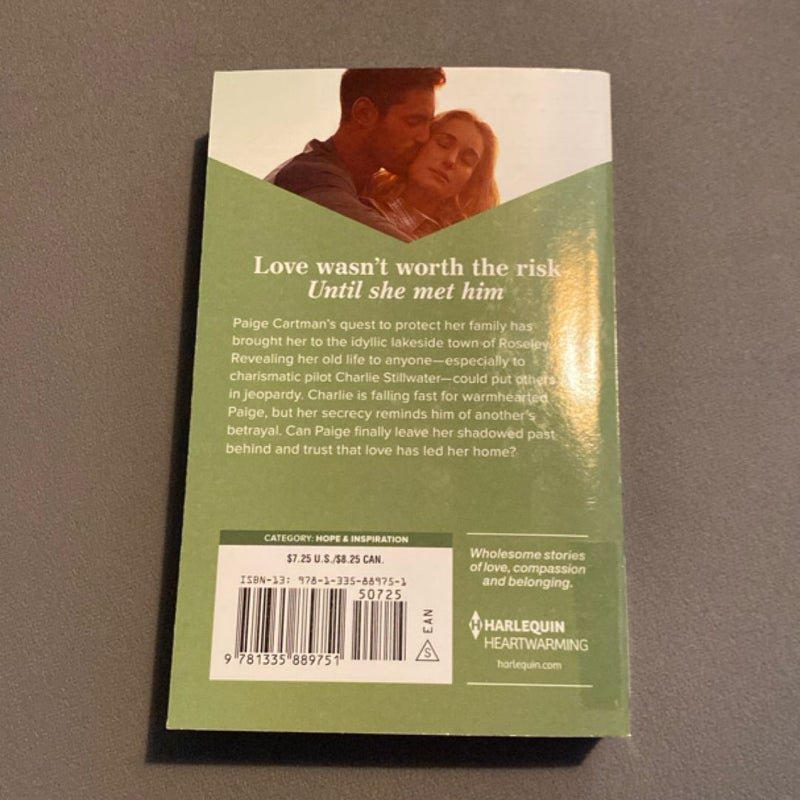 Love wasn't worth the risk
Until she met him
Paige Cartman's quest to protect her family has
brought her to the idyllic lakeside town of Roseley.
Revealing her old life to anyone—especially to
charismatic pilot Charlie Stillwater—could put others
in jeopardy. Charlie is falling fast for warmhearted
Paige, but her secrecy reminds him of another's
betrayal. Can Paige finally leave her shadowed past
behind and trust that love has led her home?
CATEGORY: HOPE & INSPIRATION
$7.25 U.S./$8.25 CAN.
ISBN-13: 978-1-335-88975-1
50725
EAN
S
9 781335 889751
Wholesome stories
of love, compassion
and belonging.
H HARLEQUIN
HEARTWARMING
harlequin.com